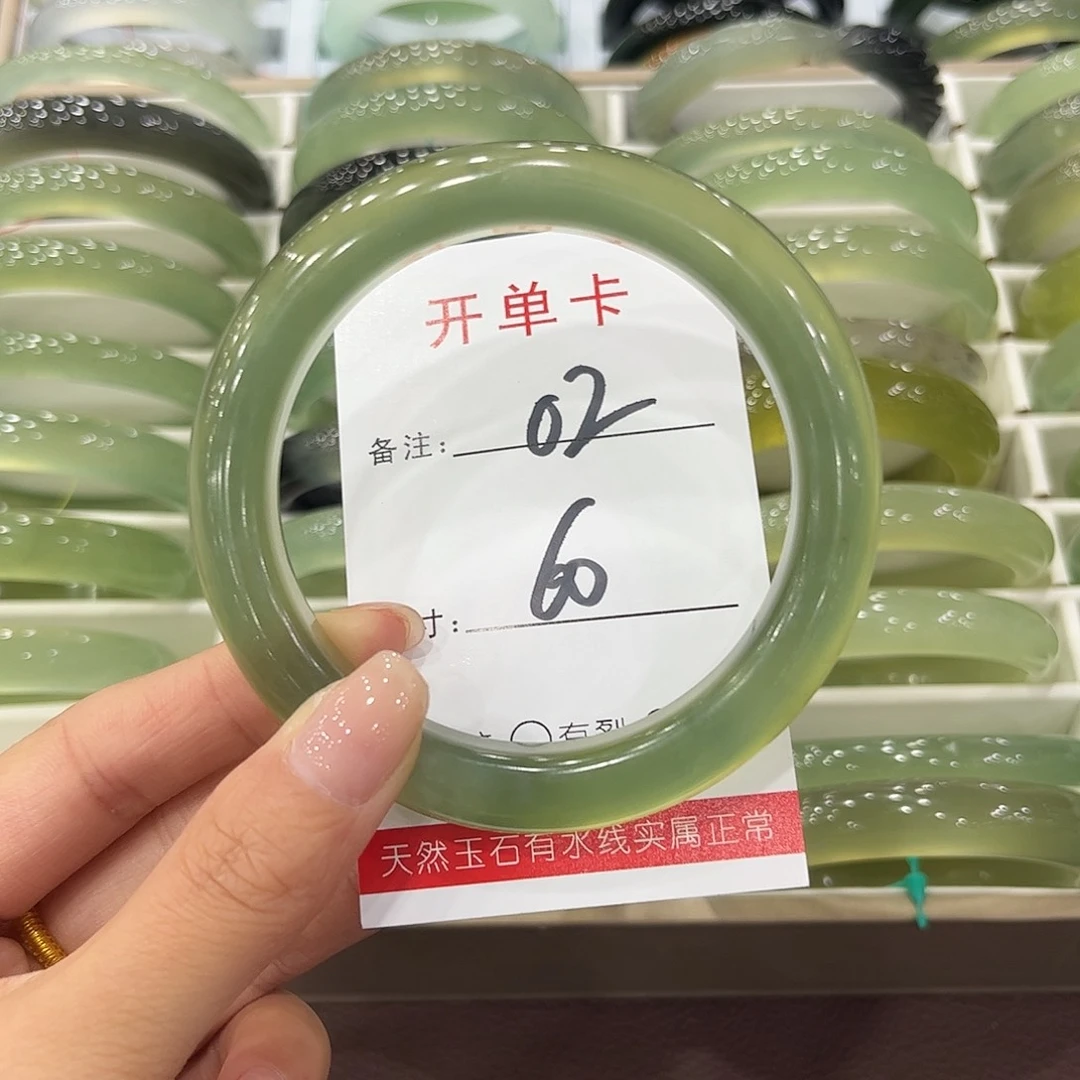 开单卡
备注: 02
寸: 60
有裂
天然玉石有水线实属正常